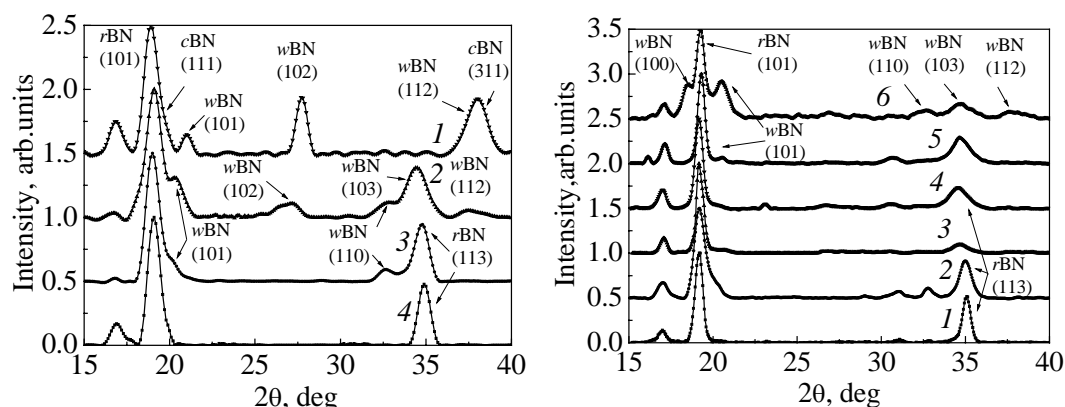 2.5
2.0
1.5
1.0
0.5
0.0
15
20
25
30
35
40
Intensity, arb.units
2θ, deg
rBN
(101)
cBN
(111)
wBN
(101)
wBN
(102)
wBN
(112)
cBN
(311)
1
wBN
(102)
wBN
(103)
2
wBN
(112)
wBN
(101)
wBN
(110)
3
rBN
(113)
4
3.5
3.0
2.5
2.0
1.5
1.0
0.5
0.0
15
20
25
30
35
40
Intensity,arb.units
2θ, deg
wBN
(100)
rBN
(101)
wBN
(110)
wBN
(103)
wBN
(112)
6
wBN
(101)
5
4
3
rBN
(113)
2
1